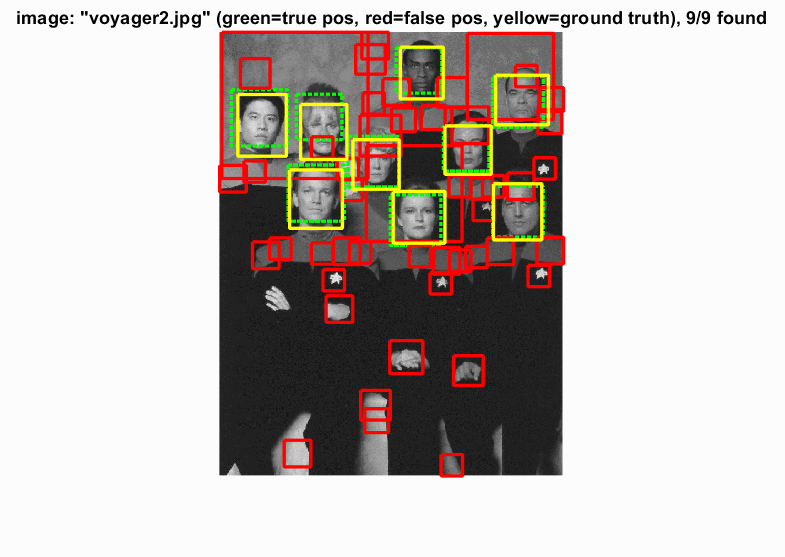 image: "voyager2.jpg" (green=true pos, red=false pos, yellow=ground truth), 9/9 found